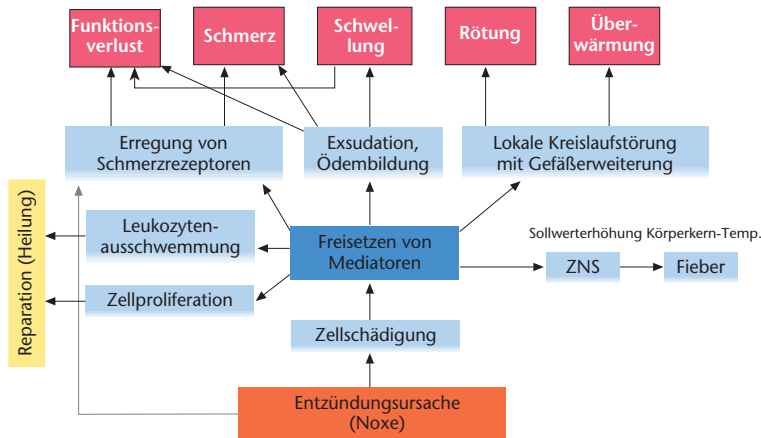 Funktions-
verlust
Schmerz
Schwel-
lung
Rötung
Über-
wärmung
Erregung von
Schmerzrezeptoren
Exsudation,
Ödembildung
Lokale Kreislaufstörung
mit Gefäßerweiterung
Reparation (Heilung)
Leukozyten-
ausschwemmung
Freisetzen von
Mediatoren
Sollwerterhöhung Körperkern-Temp.
ZNS
Fieber
Zellproliferation
Zellschädigung
Entzündungsursache
(Noxe)